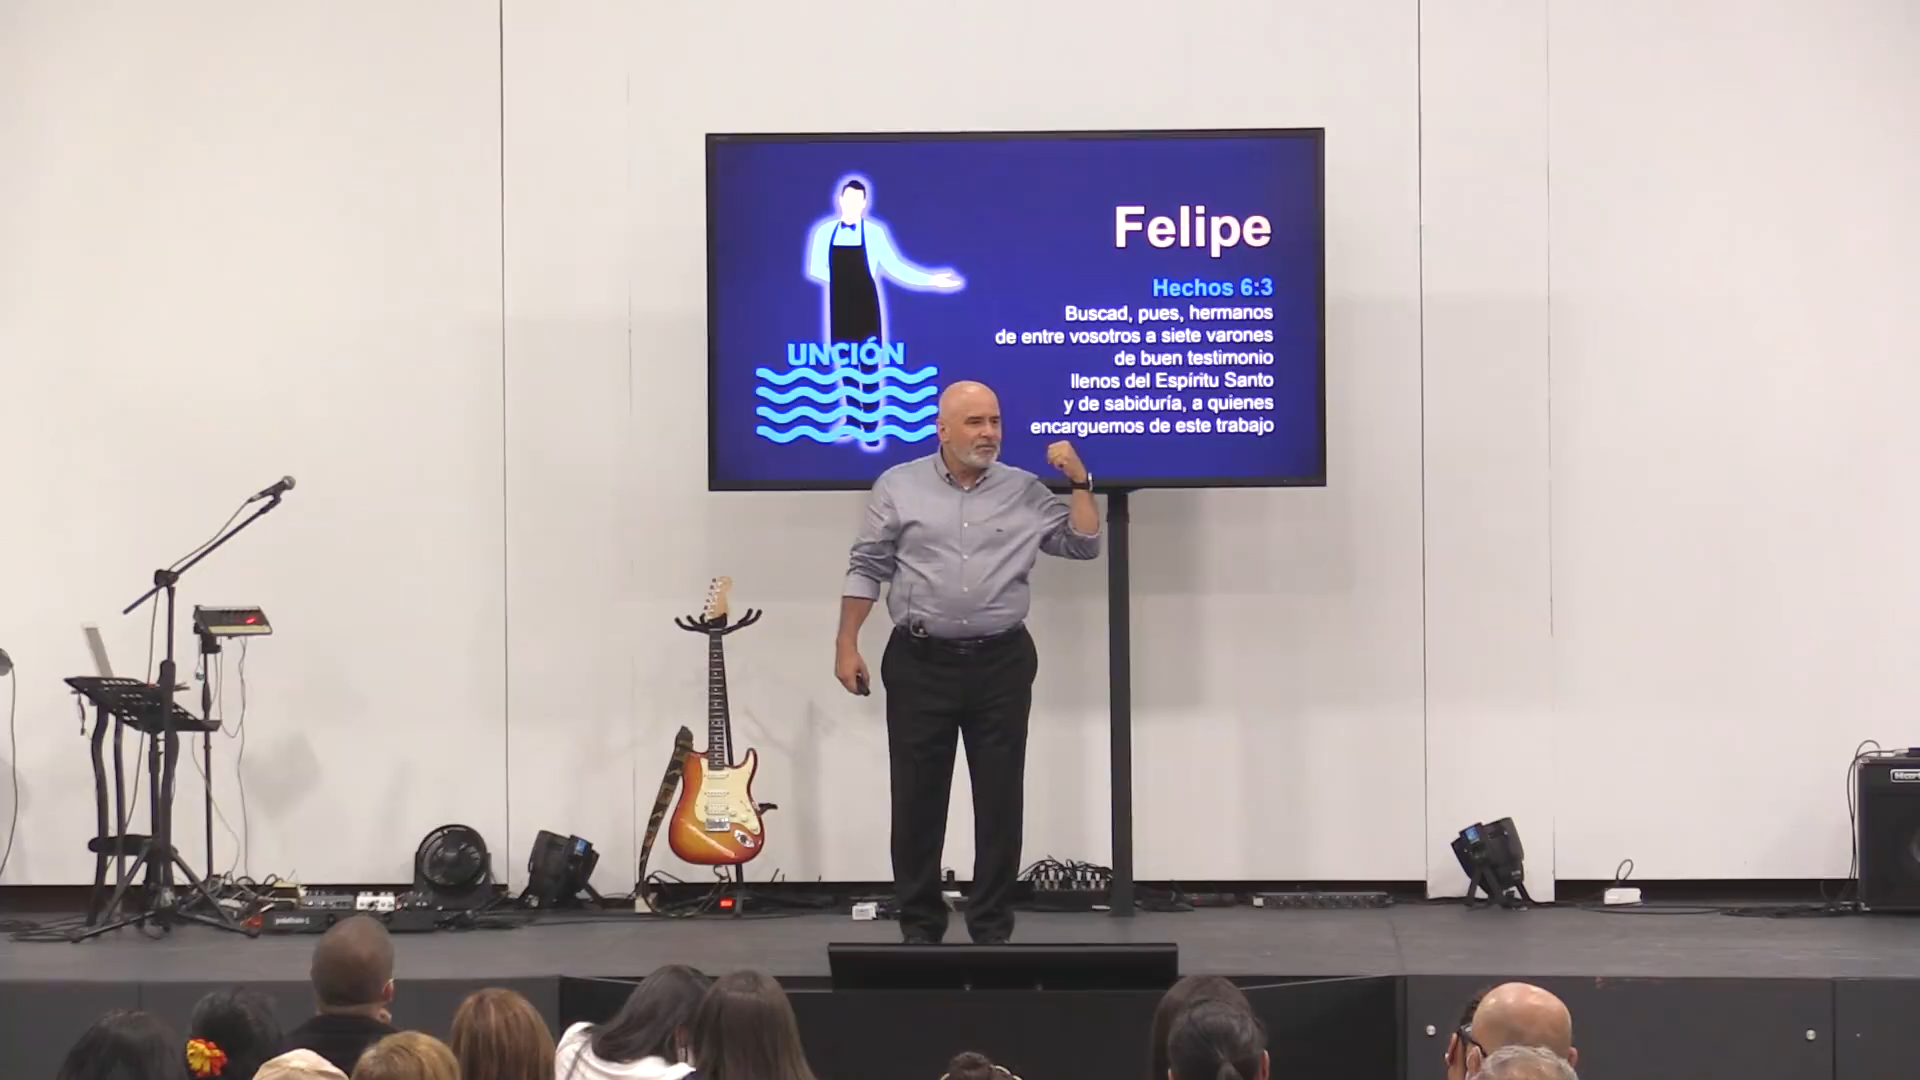 Felipe
Hechos 6:3
Buscad, pues, hermanos
de entre vosotros a siete varones
de buen testimonio
llenos del Espíritu Santo
y de sabiduría, a quienes
encarguemos de este trabajo
UNCIÓN